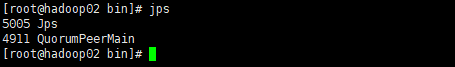 [root@hadoop02 bin]# jps
5005 Jps
4911 QuorumPeerMain
[root@hadoop02 bin]#